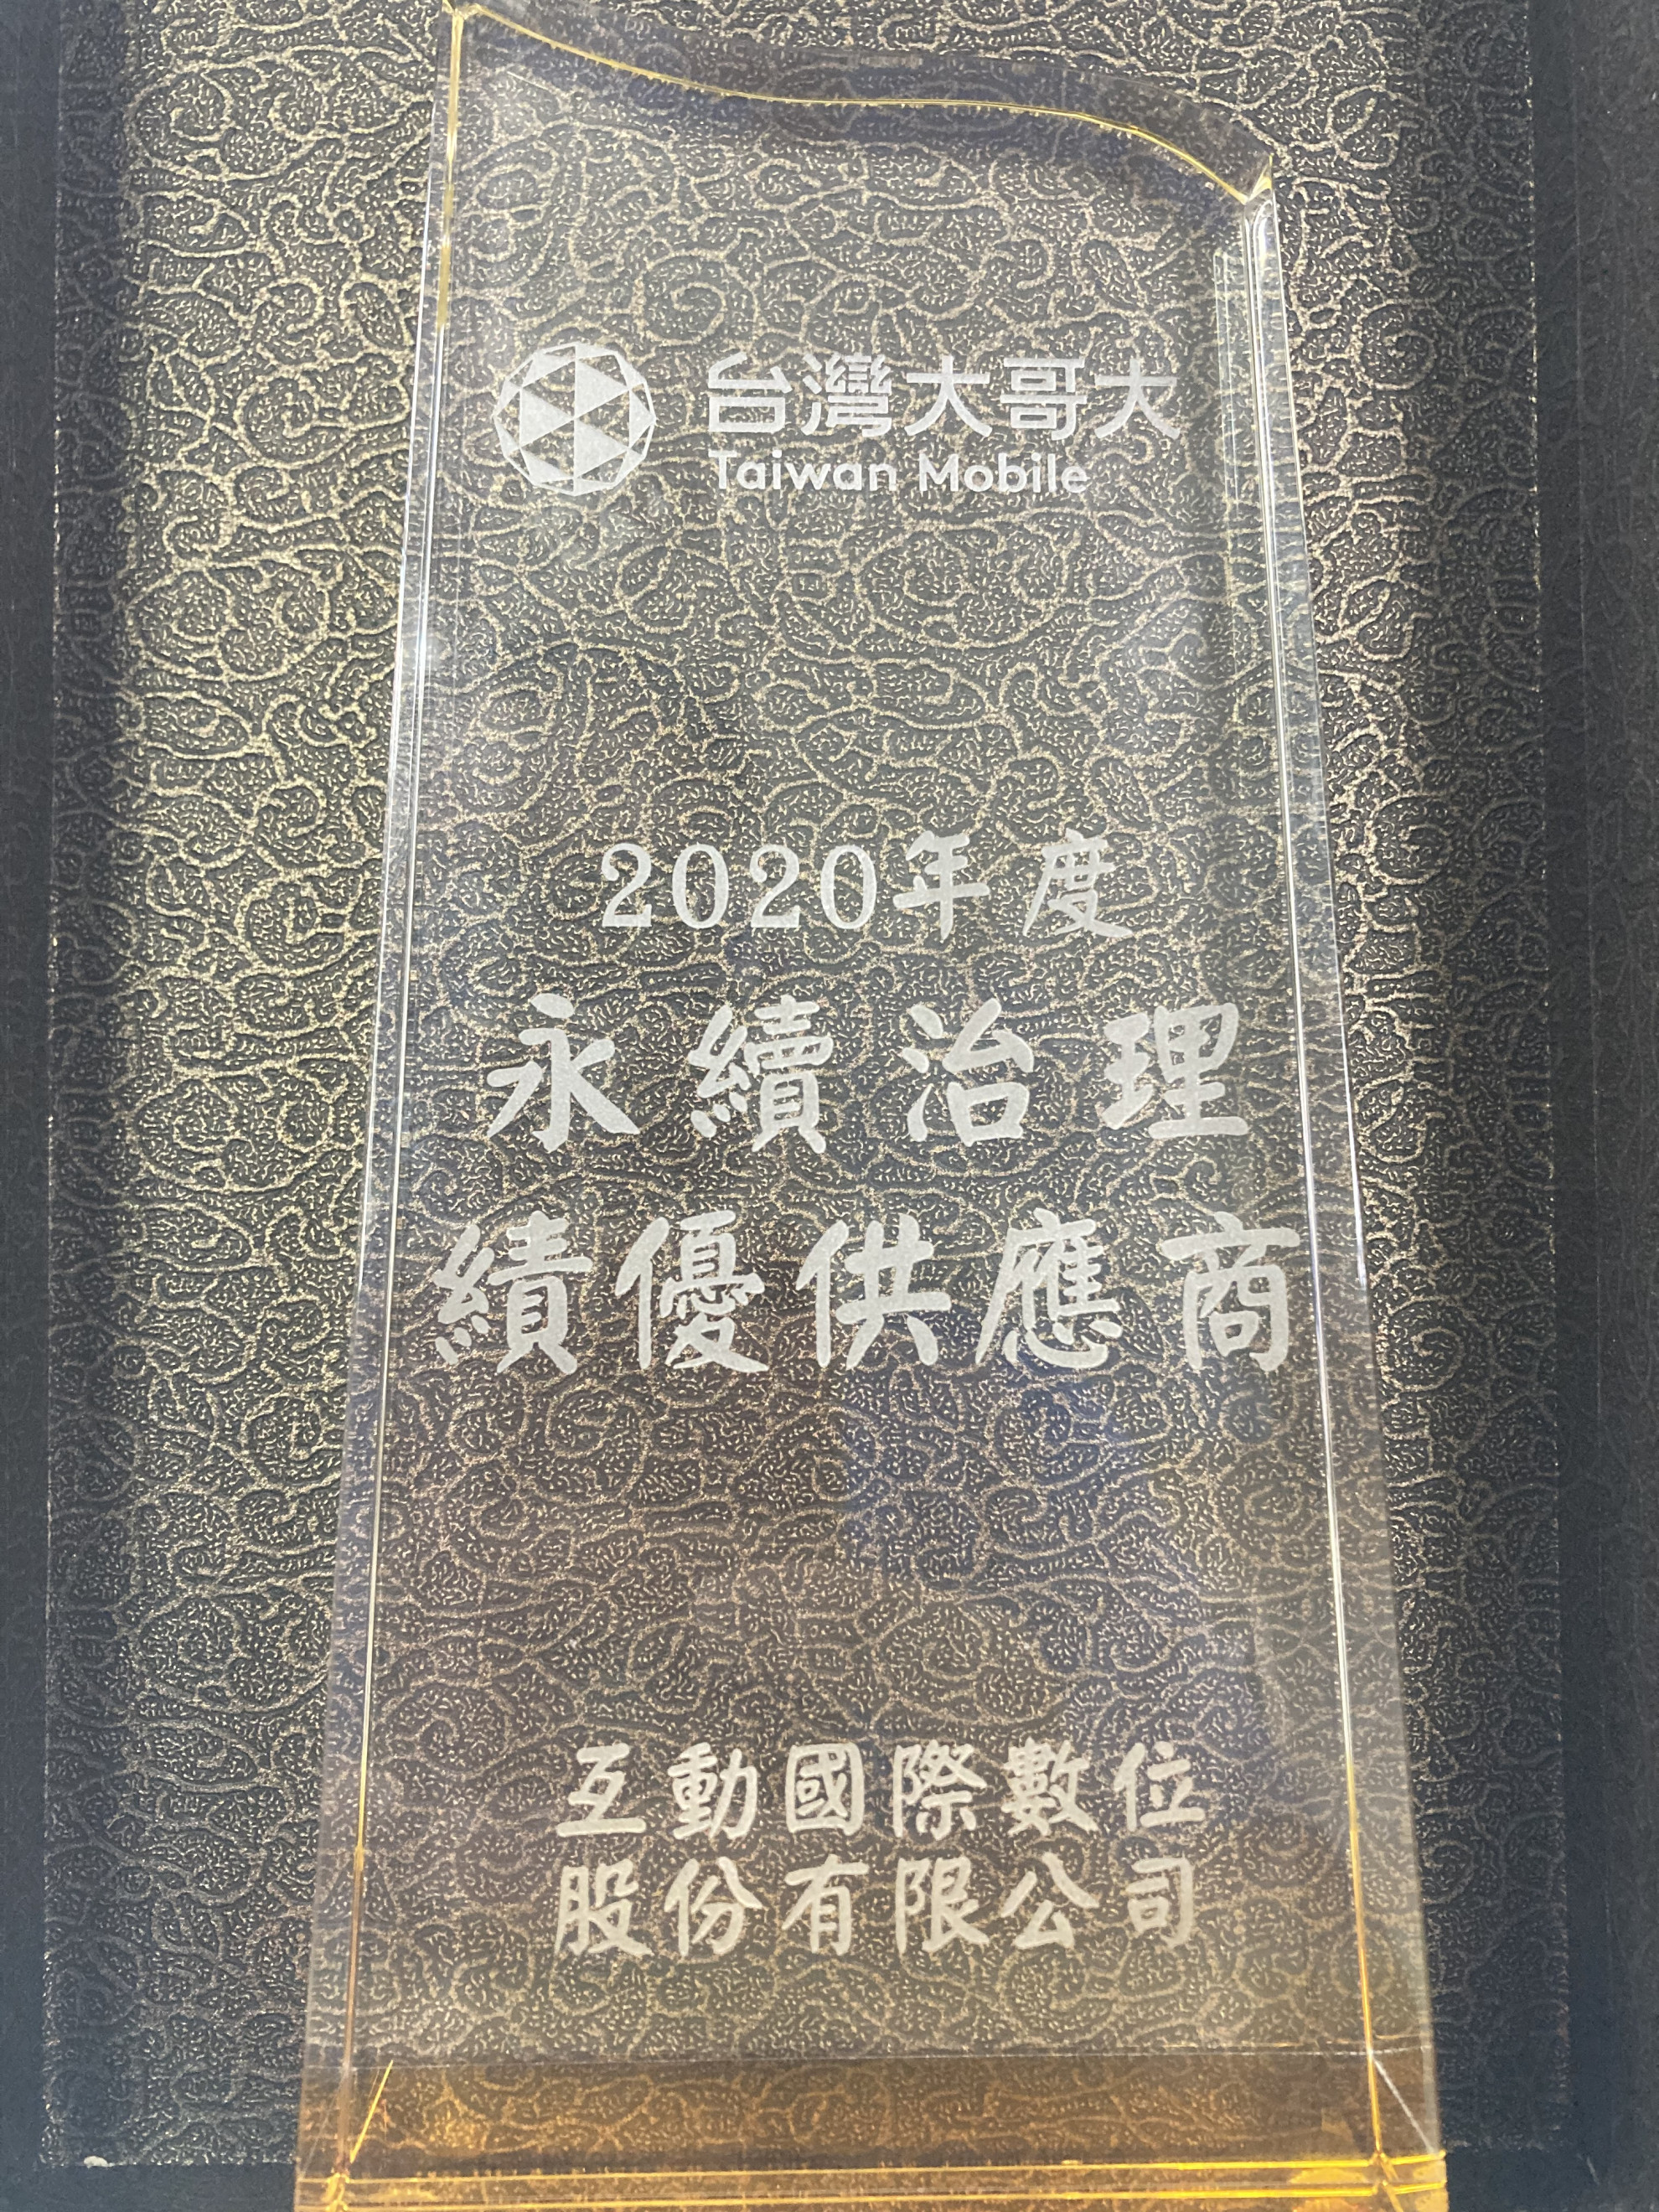 台灣大哥大
Taiwan Mobile
2020年度
永續治理
績優供應商
互動國際數位
股份有限公司